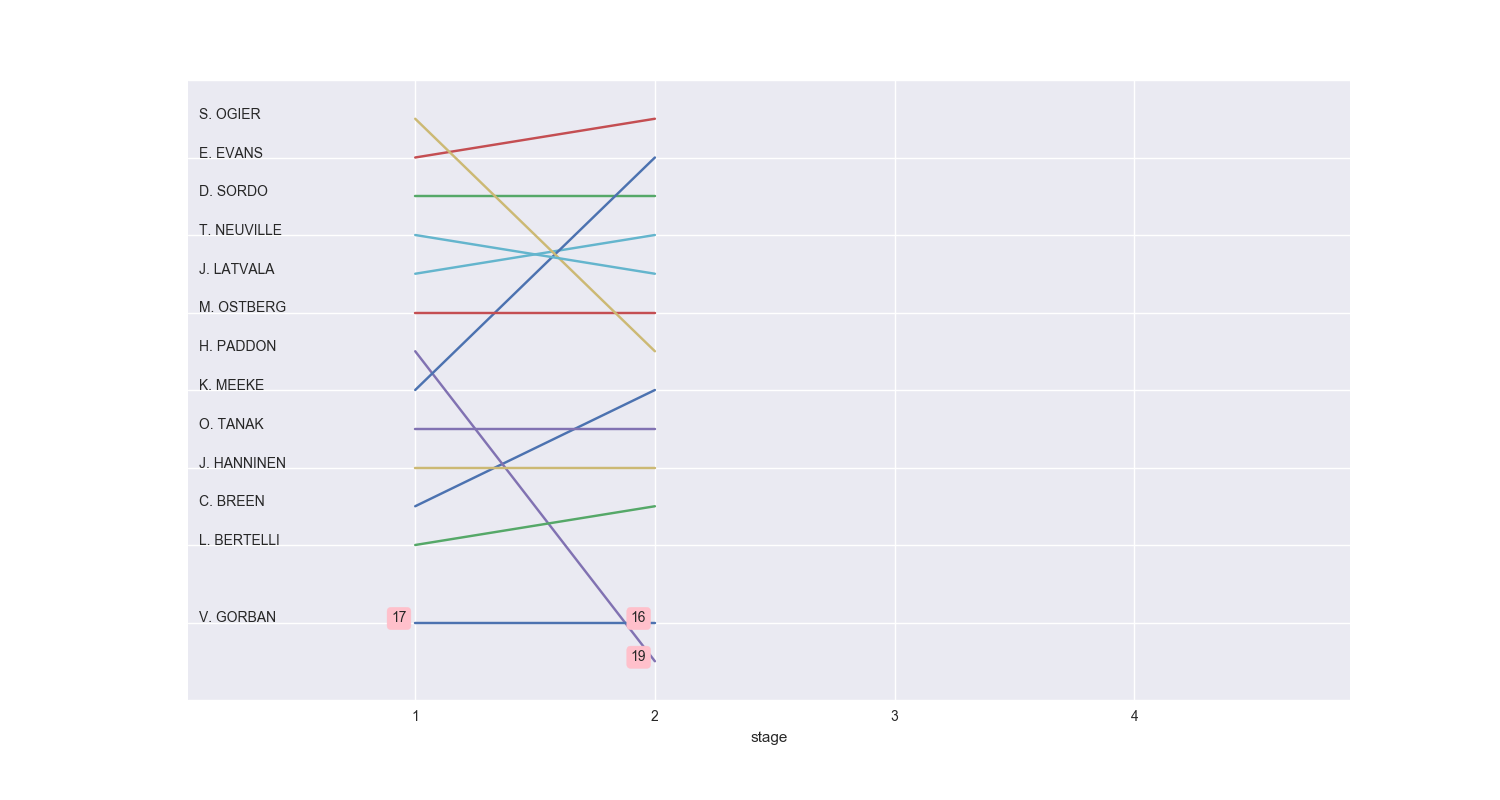 S. OGIER
E. EVANS
D. SORDO
T. NEUVILLE
J. LATVALA
M. OSTBERG
H. PADDON
K. MEEKE
O. TANAK
J. HANNINEN
C. BREEN
L. BERTELLI
V. GORBAN 17 16
19
1 2 3 4
stage